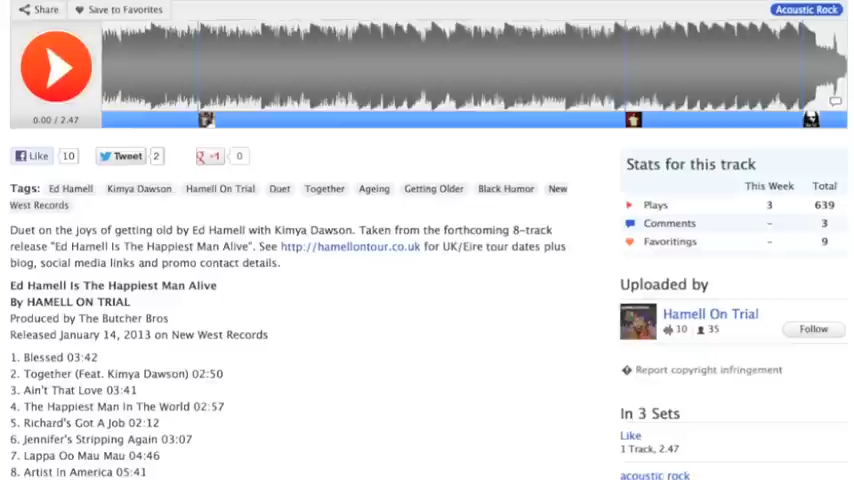 Share Save to Favorites
Acoustic Rock
0.00 / 2.47
Like 10 Tweet 2 +1 0
Tags: Ed Hamell Kimya Dawson Hamell On Trial Duet Together Ageing Getting Older Black Humor New
West Records
Duet on the joys of getting old by Ed Hamell with Kimya Dawson. Taken from the forthcoming 8-track
release "Ed Hamell Is The Happiest Man Alive". See http://hamellontour.co.uk for UK/Eire tour dates plus
blog, social media links and promo contact details.
Ed Hamell Is The Happiest Man Alive
By HAMELL ON TRIAL
Produced by The Butcher Bros
Released January 14, 2013 on New West Records
1. Blessed 03:42
2. Together (Feat. Kimya Dawson) 02:50
3. Ain't That Love 03:41
4. The Happiest Man In The World 02:57
5. Richard's Got A Job 02:12
6. Jennifer's Stripping Again 03:07
7. Lappa Oo Mau Mau 04:46
8. Artist In America 05:41
Stats for this track
This Week Total
Plays 3 639
Comments - 3
Favoritings - 9
Uploaded by
Hamell On Trial
10 35
Follow
Report copyright infringement
In 3 Sets
Like
1 Track, 2.47
acoustic rock